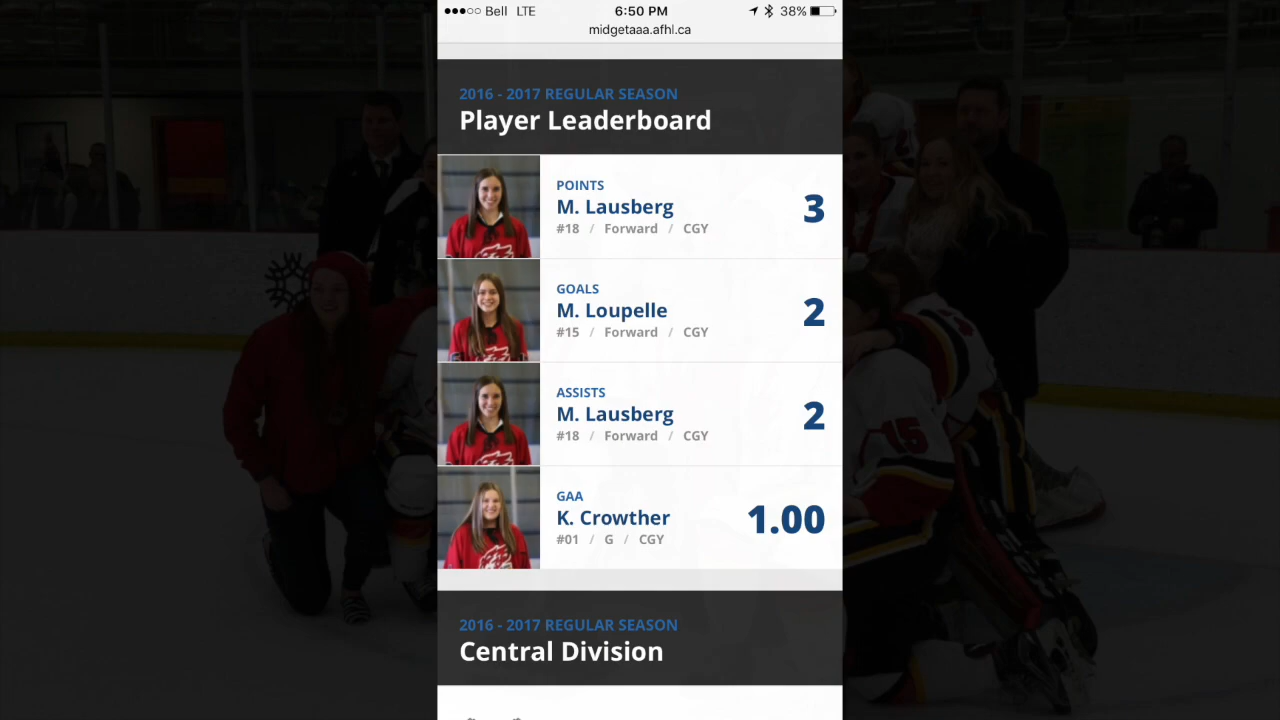 Bell LTE 6:50 PM 38%
midgetaaa.afhl.ca
2016 - 2017 REGULAR SEASON
Player Leaderboard
POINTS
M. Lausberg
#18 / Forward / CGY
3
GOALS
M. Loupelle
#15 / Forward / CGY
2
ASSISTS
M. Lausberg
#18 / Forward / CGY
2
GAA
K. Crowther
#01 / G / CGY
1.00
2016 - 2017 REGULAR SEASON
Central Division
15